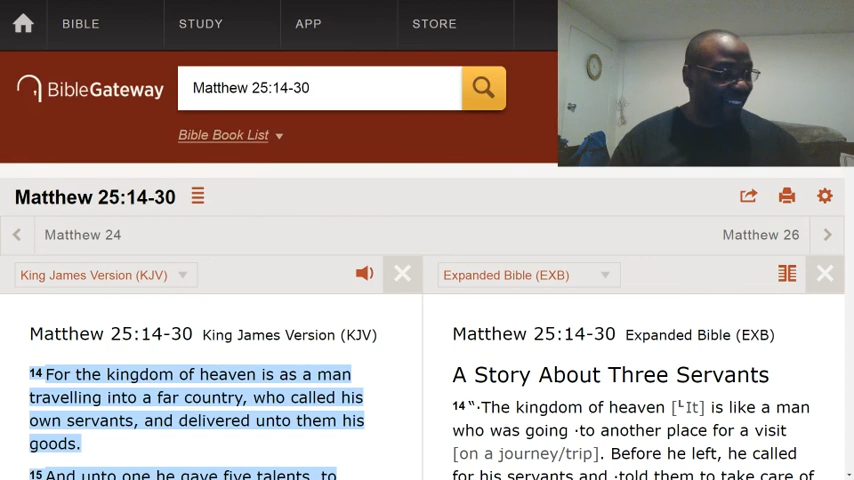 BIBLE STUDY APP STORE
BibleGateway
Matthew 25:14-30
Bible Book List
Matthew 25:14-30
Matthew 24
Matthew 26
King James Version (KJV)
Expanded Bible (EXB)
Matthew 25:14-30 King James Version (KJV)
14 For the kingdom of heaven is as a man
travelling into a far country, who called his
own servants, and delivered unto them his
goods.
15 And unto one he gave five talents, to
Matthew 25:14-30 Expanded Bible (EXB)
A Story About Three Servants
14 “·The kingdom of heaven [ᴸIt] is like a man
who was going ·to another place for a visit
[on a journey/trip]. Before he left, he called
for his servants and ·told them to take care of